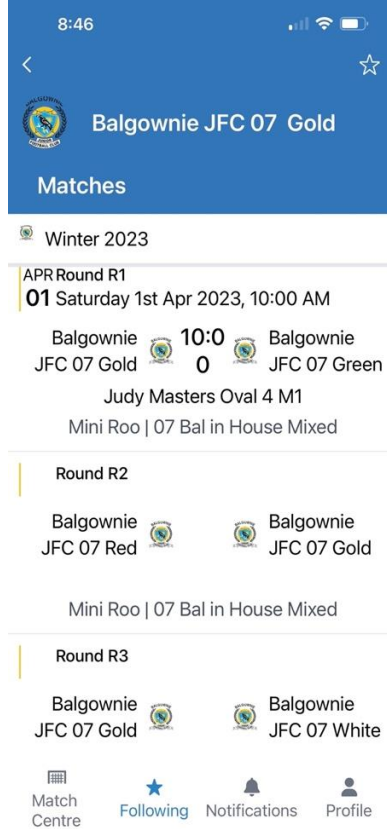 8:46
Balgownie JFC 07 Gold
Matches
Winter 2023
APR Round R1
01 Saturday 1st Apr 2023, 10:00 AM
Balgownie 10:0 Balgownie
JFC 07 Gold 0 JFC 07 Green
Judy Masters Oval 4 M1
Mini Roo | 07 Bal in House Mixed
Round R2
Balgownie Balgownie
JFC 07 Red JFC 07 Gold
Mini Roo | 07 Bal in House Mixed
Round R3
Balgownie Balgownie
JFC 07 Gold JFC 07 White
Match
Centre Following Notifications Profile